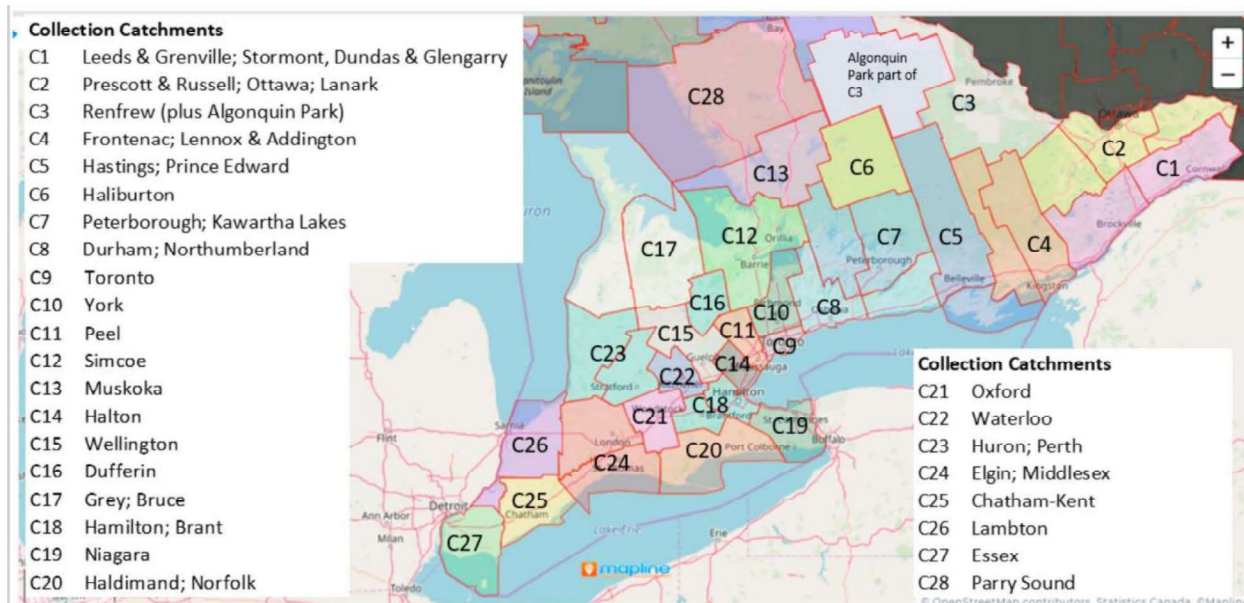 Collection Catchments
C1 Leeds & Grenville; Stormont, Dundas & Glengarry
C2 Prescott & Russell; Ottawa; Lanark
C3 Renfrew (plus Algonquin Park)
C4 Frontenac; Lennox & Addington
C5 Hastings; Prince Edward
C6 Haliburton
C7 Peterborough; Kawartha Lakes
C8 Durham; Northumberland
C9 Toronto
C10 York
C11 Peel
C12 Simcoe
C13 Muskoka
C14 Halton
C15 Wellington
C16 Dufferin
C17 Grey; Bruce
C18 Hamilton; Brant
C19 Niagara
C20 Haldimand; Norfolk
Bay
Island
Algonquin
Park part of
C3
Pembroke
+
−
C28
C3
C2
C1
C13
C6
Brockville
C17
C12
Orillia
Barrie
C7
Peterborough
C5
Belleville
C4
Kingston
C16
C10
C8
C15
C11
C9
C23
Stratford
C22
C14
Hamilton
C21
C18
C19
Buffalo
Sarnia
C26
London
C24
C20
Port Colborne
Flint
Detroit
Ann Arbor
Milan
Toledo
C25
Chatham
C27
Lake Erie
Erie
mapline
Collection Catchments
C21 Oxford
C22 Waterloo
C23 Huron; Perth
C24 Elgin; Middlesex
C25 Chatham-Kent
C26 Lambton
C27 Essex
C28 Parry Sound
© OpenStreetMap contributors, Statistics Canada, ©Mapline